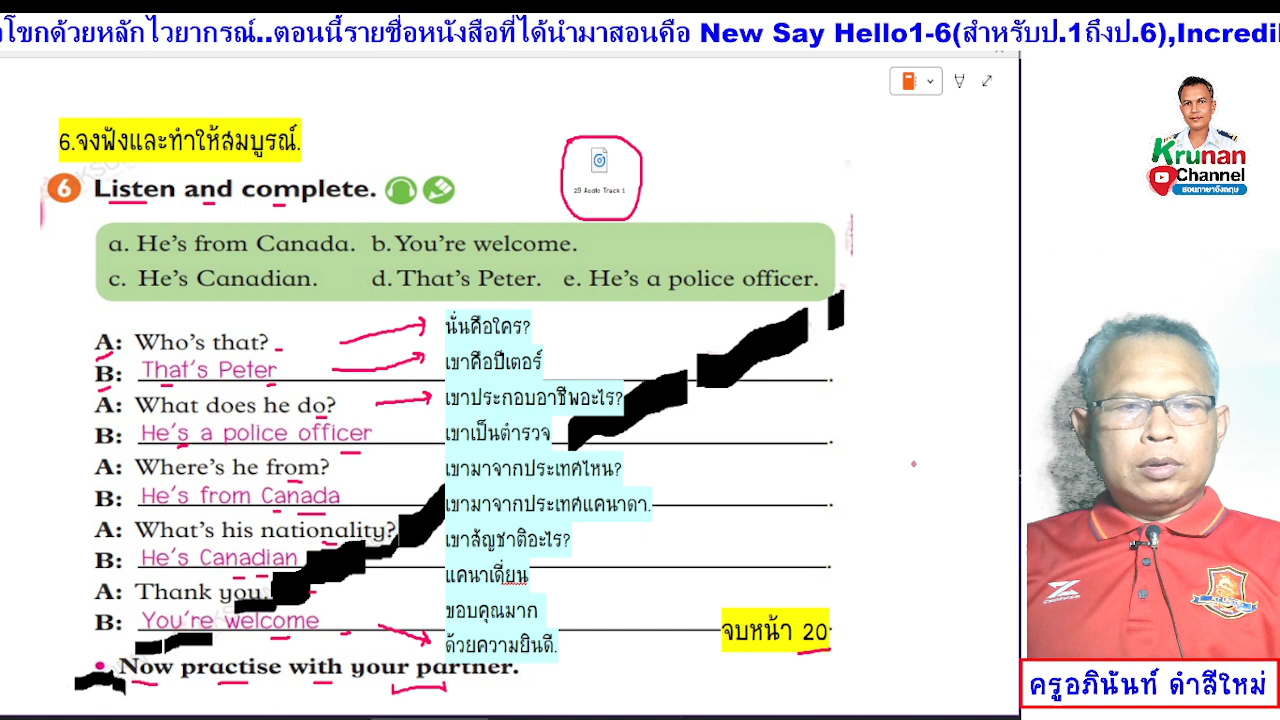 โขกด้วยหลักไวยากรณ์..ตอนนี้รายชื่อหนังสือที่ได้นำมาสอนคือ New Say Hello1-6(สำหรับป.1ถึงป.6),Incredi
6.จงฟังและทำให้สมบูรณ์.
6 Listen and complete.
23 Audio Track 1
a. He's from Canada. b. You're welcome.
c. He's Canadian. d. That's Peter. e. He's a police officer.
A: Who's that? นั่นคือใคร?
B: That's Peter. เขาคือปีเตอร์
A: What does he do? เขาประกอบอาชีพอะไร?
B: He's a police officer. เขาเป็นตำรวจ
A: Where's he from? เขามาจากประเทศไหน?
B: He's from Canada. เขามาจากประเทศแคนาดา.
A: What's his nationality? เขาสัญชาติอะไร?
B: He's Canadian. แคนาเดี่ยน
A: Thank you. ขอบคุณมาก
B: You're welcome. ด้วยความยินดี.
จบหน้า 20
• Now practise with your partner.
Krunan
Channel
สอนภาษาอังกฤษ
ครูอภินันท์ ดำสีใหม่